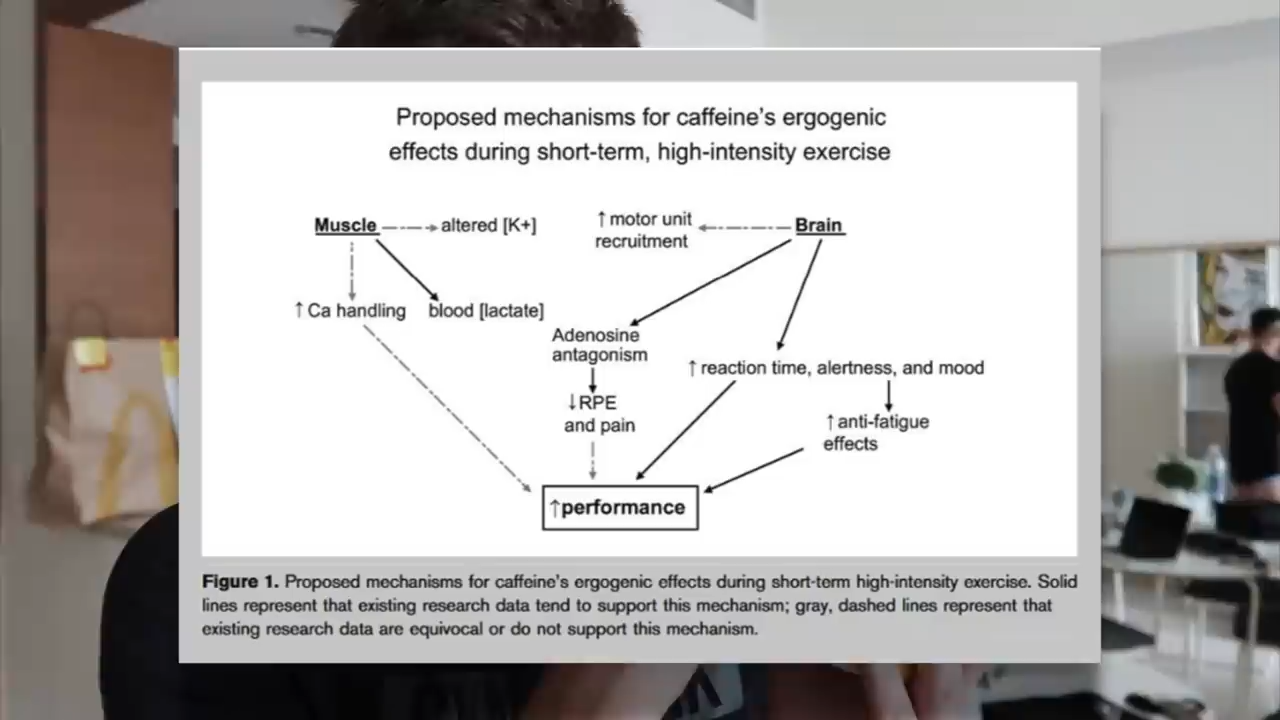 Proposed mechanisms for caffeine's ergogenic
effects during short-term, high-intensity exercise
Muscle
altered [K+]
↑ motor unit
recruitment
Brain
↑ Ca handling
blood [lactate]
Adenosine
antagonism
↑ reaction time, alertness, and mood
↓RPE
and pain
↑ anti-fatigue
effects
↑performance
Figure 1. Proposed mechanisms for caffeine's ergogenic effects during short-term high-intensity exercise. Solid
lines represent that existing research data tend to support this mechanism; gray, dashed lines represent that
existing research data are equivocal or do not support this mechanism.